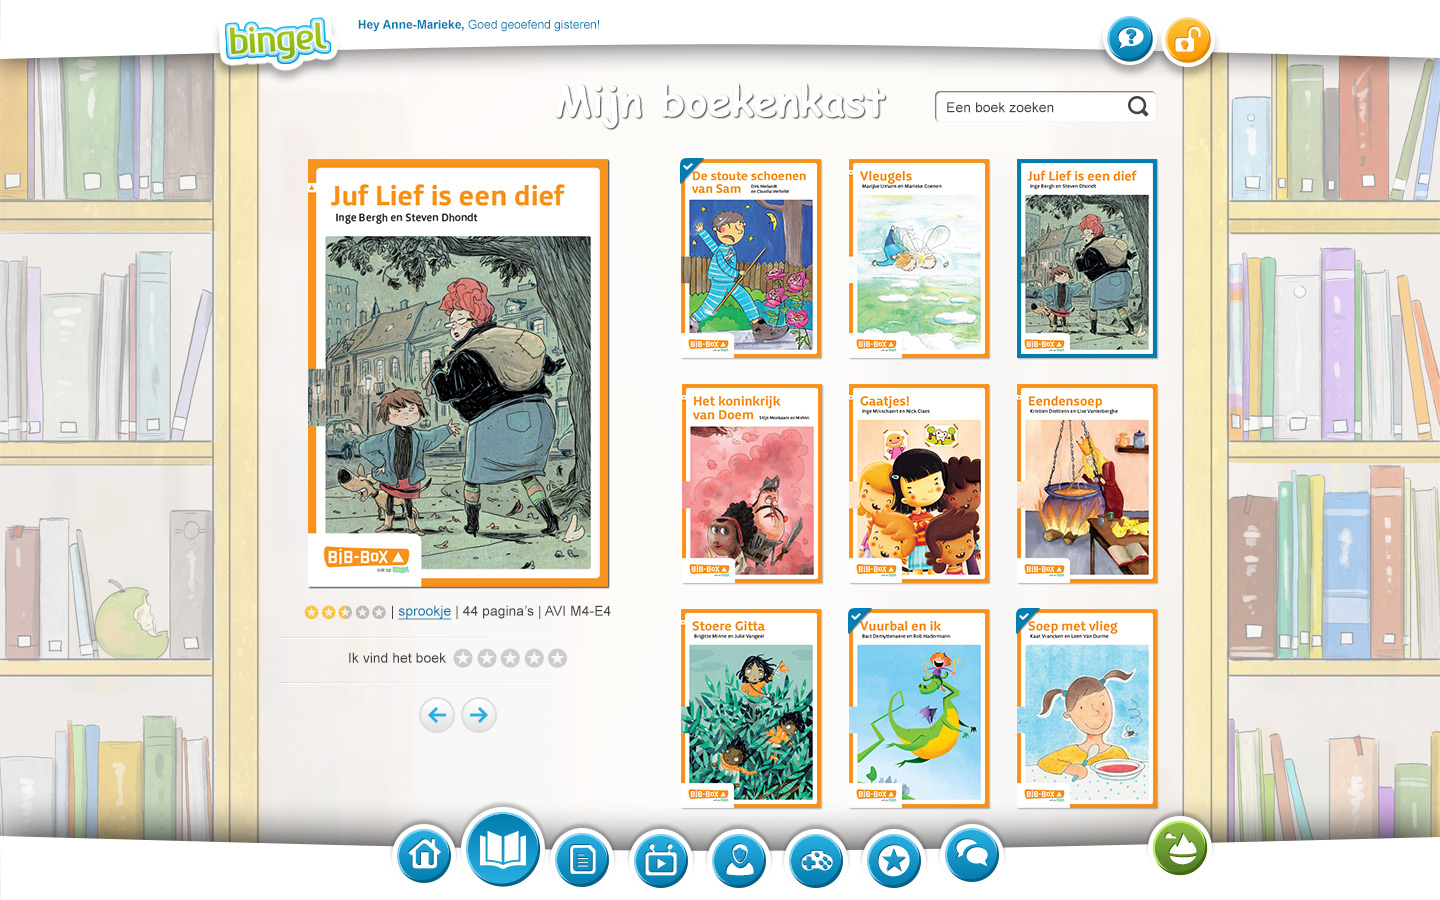 bingel
Hey Anne-Marieke, Goed geoefend gisteren!
Mijn boekenkast
Een boek zoeken
Juf Lief is een dief
Inge Bergh en Steven Dhondt
BiB-BOX
ook op bingel
| sprookje | 44 pagina's | AVI M4-E4
Ik vind het boek
De stoute schoenen
van Sam
Dirk Nielandt
en Claudia Verhelst
BiB-BOX
Vleugels
Marijke Umans en Marieke Coenen
BiB-BOX
Juf Lief is een dief
Inge Bergh en Steven Dhondt
BiB-BOX
Het koninkrijk
van Doem
BiB-BOX
Gaatjes!
Inge Misschaert en Nick Claes
BiB-BOX
Eendensoep
Kristien Dieltiens en Lise Vanlerberghe
BiB-BOX
Stoere Gitta
Brigitte Minne en Julie Vangeel
BiB-BOX
Vuurbal en ik
Bart Demyttenaere en Rob Hadermann
BiB-BOX
Soep met vlieg
Kaat Vrancken en Leen Van Durme
BiB-BOX